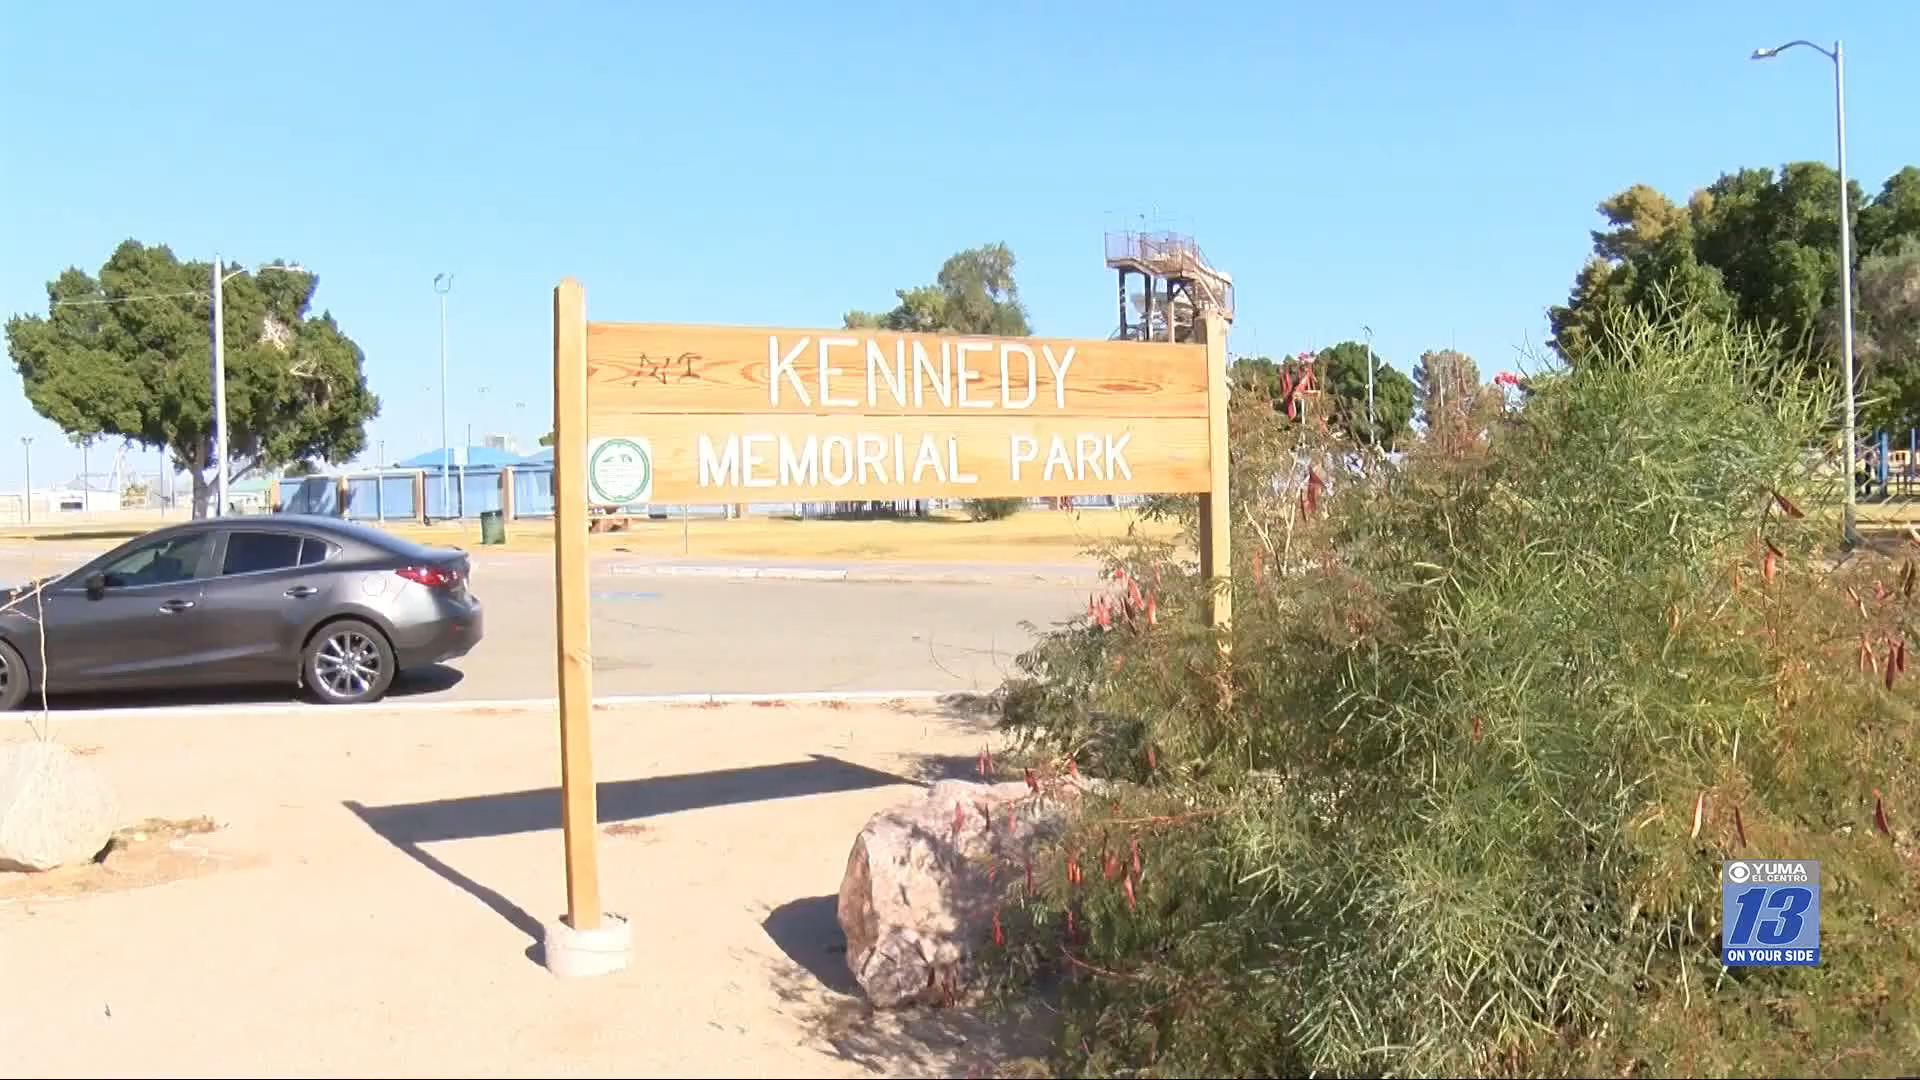 KENNEDY
MEMORIAL PARK
YUMA
EL CENTRO
13
ON YOUR SIDE